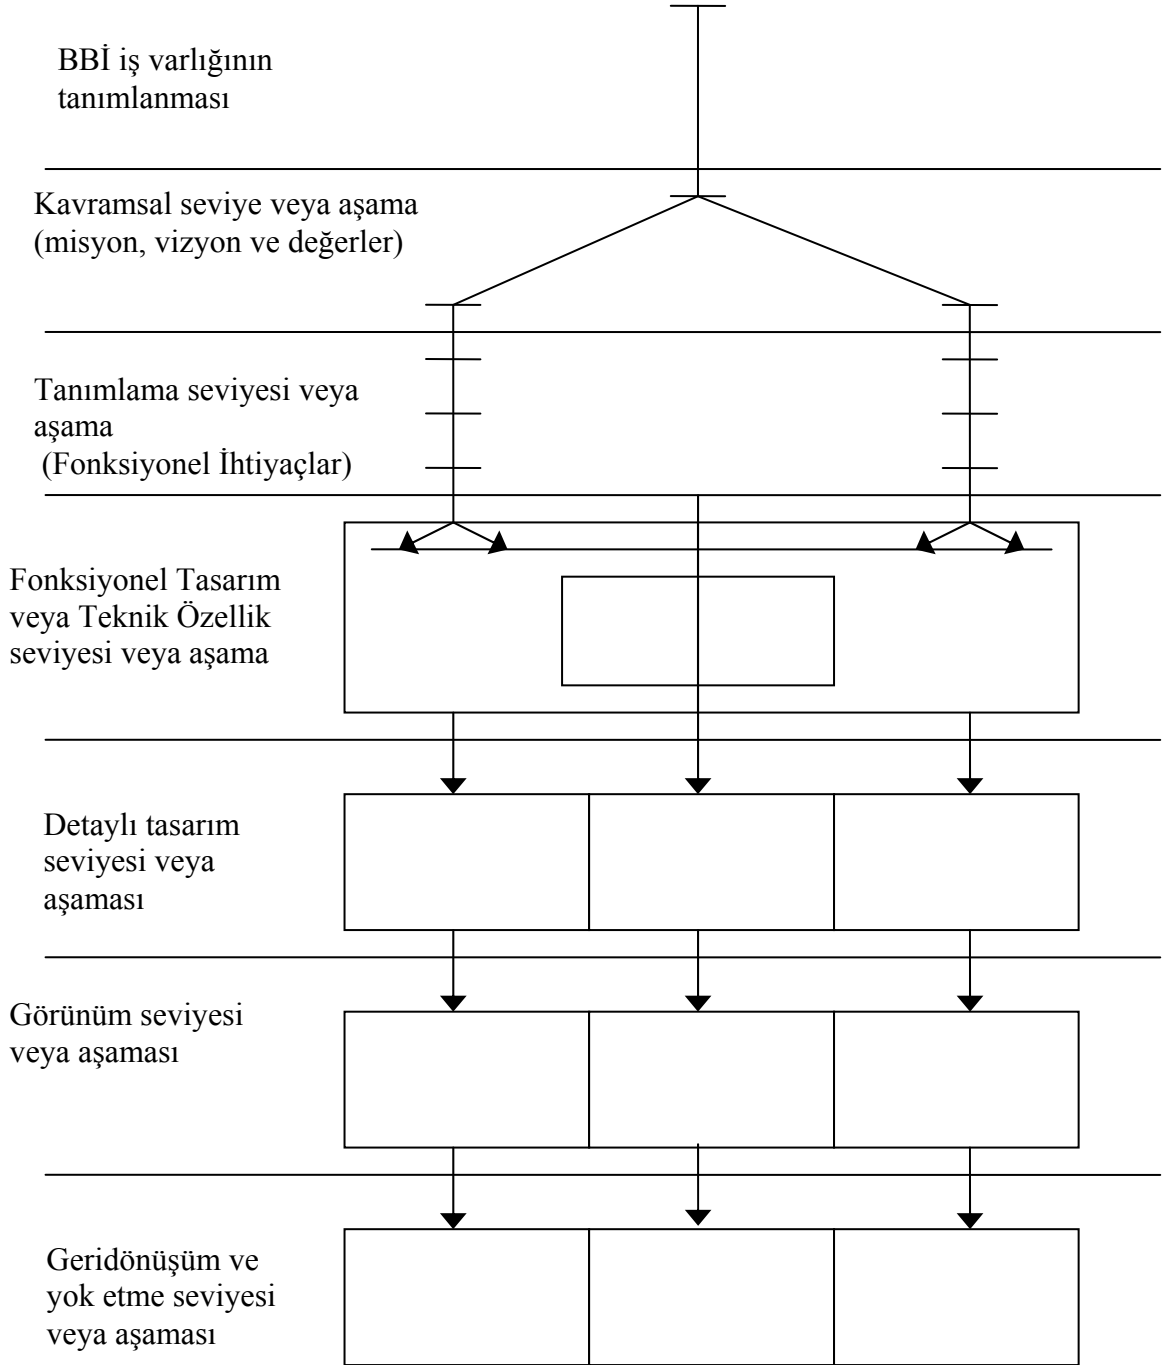 BBİ iş varlığının
tanımlanması
Kavramsal seviye veya aşama
(misyon, vizyon ve değerler)
Tanımlama seviyesi veya
aşama
(Fonksiyonel İhtiyaçlar)
Fonksiyonel Tasarım
veya Teknik Özellik
seviyesi veya aşama
Detaylı tasarım
seviyesi veya
aşaması
Görünüm seviyesi
veya aşaması
Geridönüşüm ve
yok etme seviyesi
veya aşaması